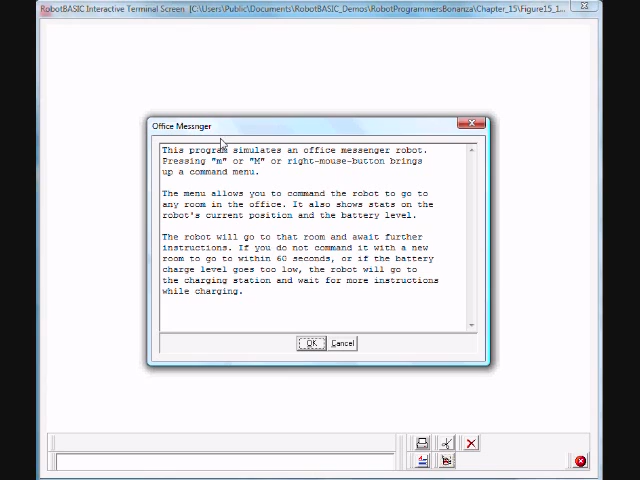 RobotBASIC Interactive Terminal Screen [C:\Users\Public\Documents\RobotBASIC_Demos\RobotProgrammersBonanza\Chapter_15\Figure15_1...
Office Messnger
This program simulates an office messenger robot.
Pressing "m" or "M" or right-mouse-button brings
up a command menu.
The menu allows you to command the robot to go to
any room in the office. It also shows stats on the
robot's current position and the battery level.
The robot will go to that room and await further
instructions. If you do not command it with a new
room to go to within 60 seconds, or if the battery
charge level goes too low, the robot will go to
the charging station and wait for more instructions
while charging.
OK Cancel